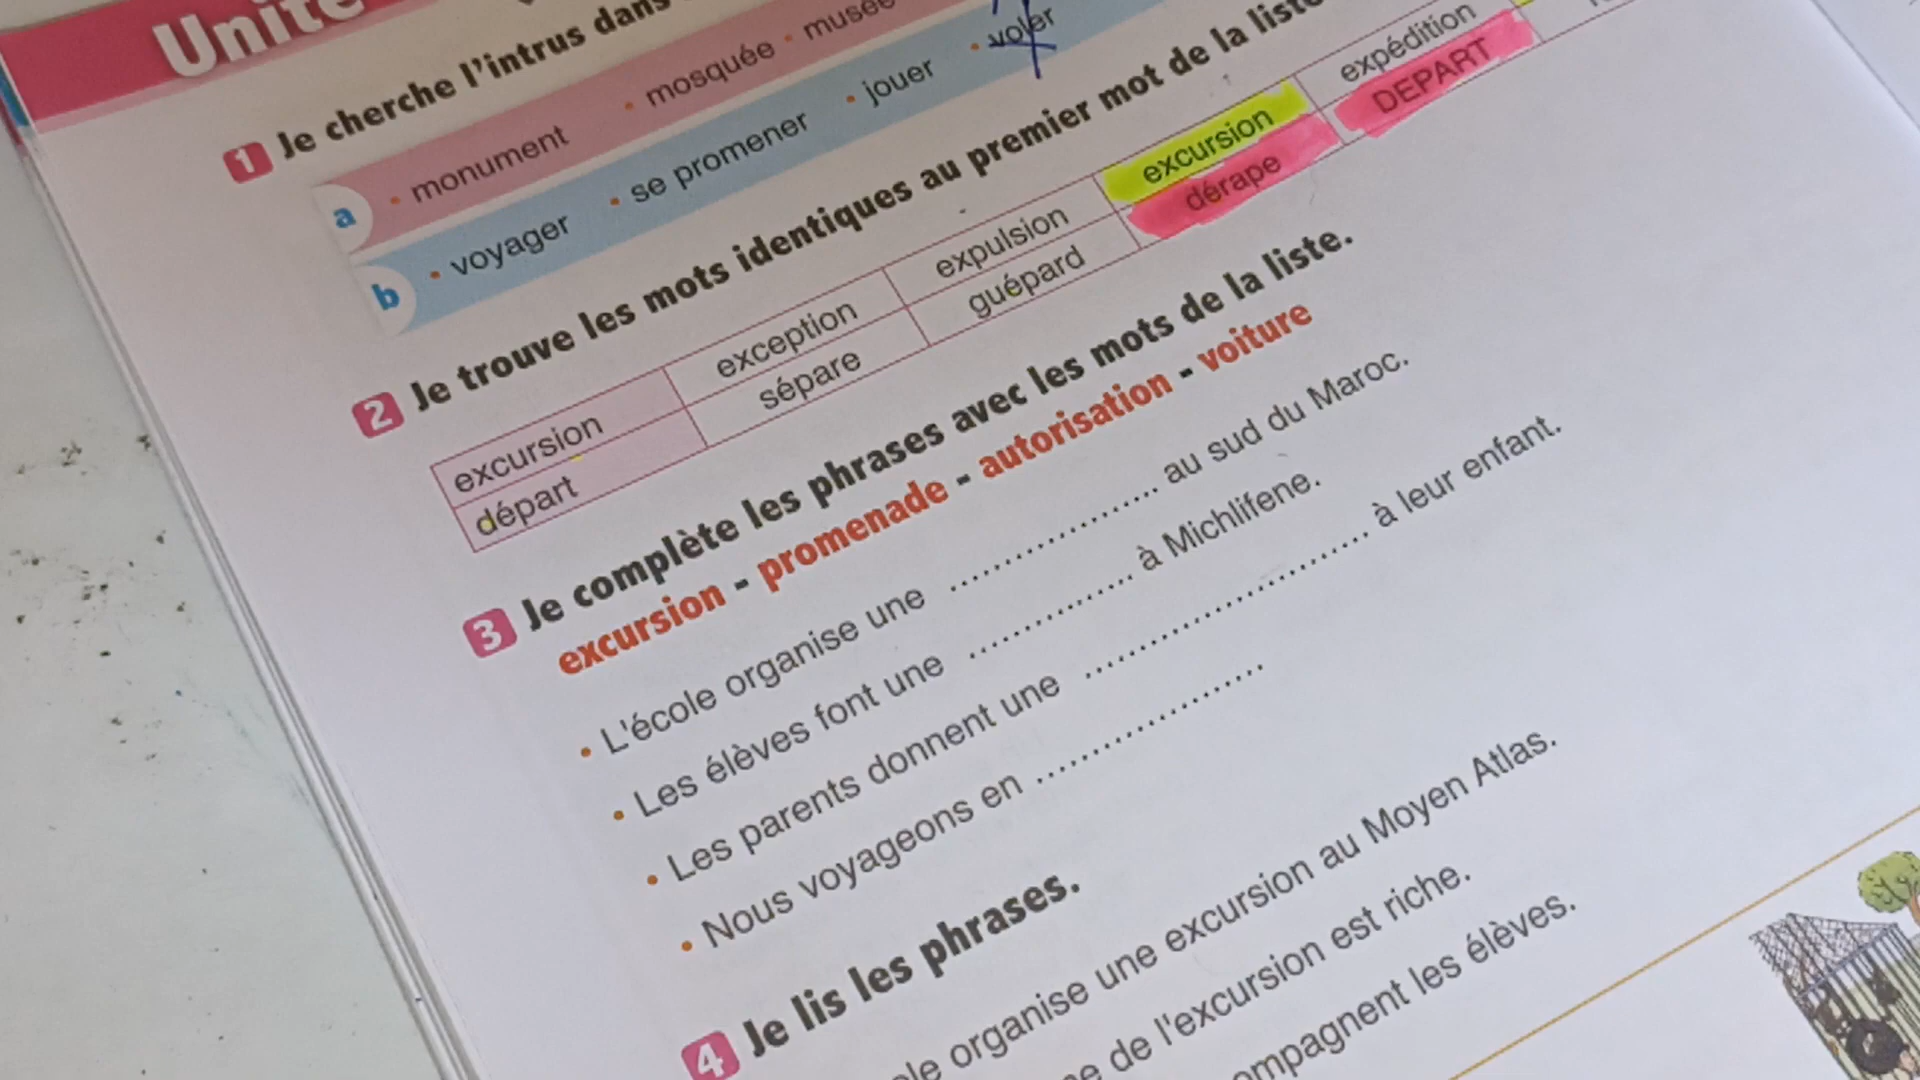 Unité
1 Je cherche l'intrus dans
a • monument • mosquée • musée
b • voyager • se promener • jouer • voler
2 Je trouve les mots identiques au premier mot de la liste
excursion exception expulsion excursion expédition
départ sépare guépard dérape DEPART
3 Je complète les phrases avec les mots de la liste.
excursion - promenade - autorisation - voiture
• L'école organise une ........................ au sud du Maroc.
• Les élèves font une ................... à Michlifene.
• Les parents donnent une ................................. à leur enfant.
• Nous voyageons en ..........................
4 Je lis les phrases.
organise une excursion au Moyen Atlas.
de l'excursion est riche.
les élèves.